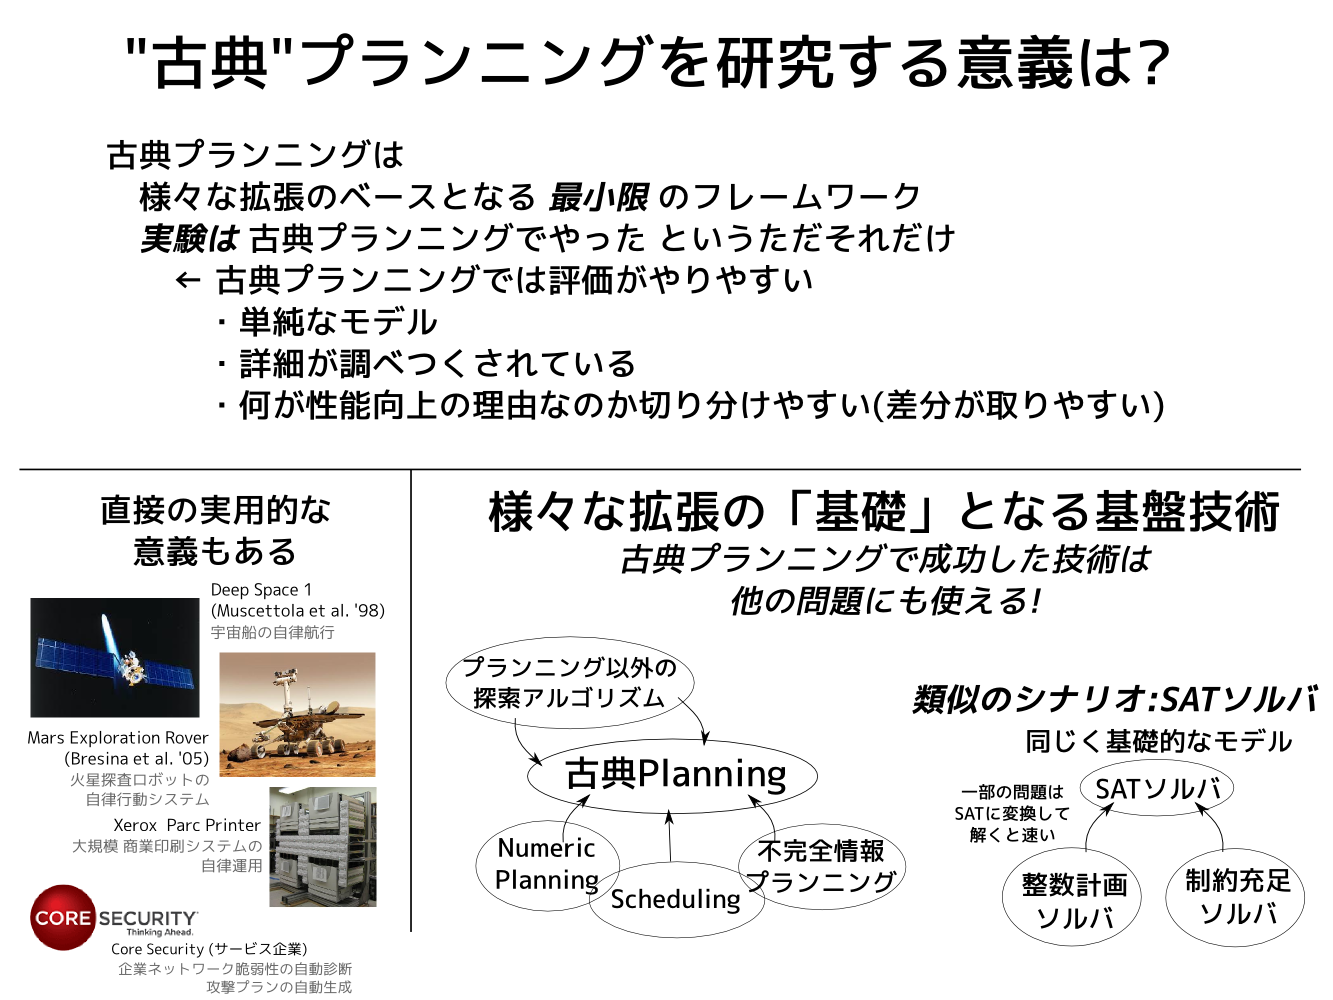 "古典"プランニングを研究する意義は?
古典プランニングは
様々な拡張のベースとなる 最小限 のフレームワーク
実験は 古典プランニングでやった というただそれだけ
← 古典プランニングでは評価がやりやすい
・単純なモデル
・詳細が調べつくされている
・何が性能向上の理由なのか切り分けやすい(差分が取りやすい)
直接の実用的な
意義もある
Deep Space 1
(Muscettola et al. '98)
宇宙船の自律航行
Mars Exploration Rover
(Bresina et al. '05)
火星探査ロボットの
自律行動システム
Xerox Parc Printer
大規模 商業印刷システムの
自律運用
CORE SECURITY
Thinking Ahead.
Core Security (サービス企業)
企業ネットワーク脆弱性の自動診断
攻撃プランの自動生成
様々な拡張の「基礎」となる基盤技術
古典プランニングで成功した技術は
他の問題にも使える!
プランニング以外の
探索アルゴリズム
古典Planning
Numeric
Planning
Scheduling
不完全情報
プランニング
類似のシナリオ:SATソルバ
同じく基礎的なモデル
SATソルバ
一部の問題は
SATに変換して
解くと速い
整数計画
ソルバ
制約充足
ソルバ